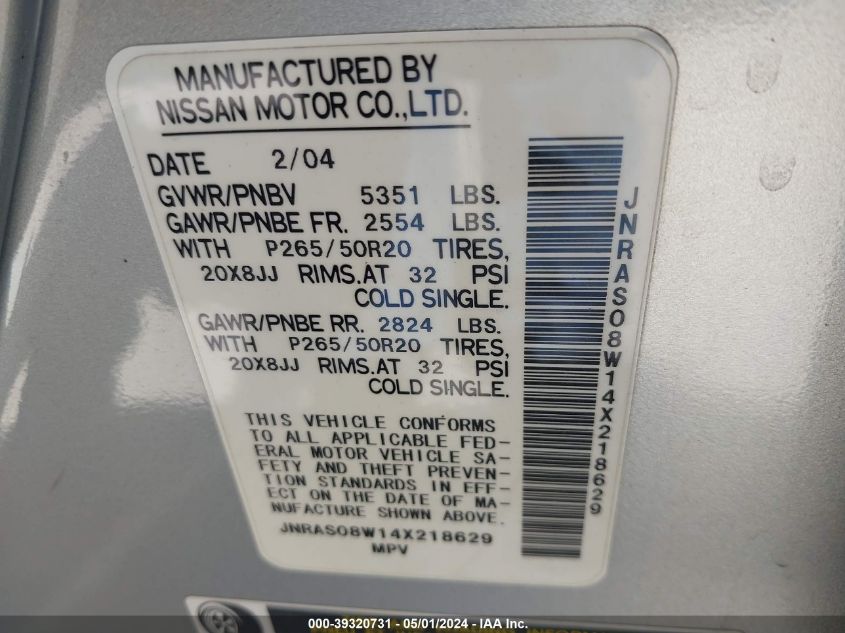 MANUFACTURED BY
NISSAN MOTOR CO.,LTD.
DATE 2/04
GVWR/PNBV 5351 LBS.
GAWR/PNBE FR. 2554 LBS.
WITH P265/50R20 TIRES,
20X8JJ RIMS.AT 32 PSI
COLD SINGLE.
GAWR/PNBE RR. 2824 LBS.
WITH P265/50R20 TIRES,
20X8JJ RIMS.AT 32 PSI
COLD SINGLE.
THIS VEHICLE CONFORMS
TO ALL APPLICABLE FED-
ERAL MOTOR VEHICLE SA-
FETY AND THEFT PREVEN-
TION STANDARDS IN EFF-
ECT ON THE DATE OF MA-
NUFACTURE SHOWN ABOVE.
JNRAS08W14X218629
MPV
JNRAS08W14X218629
000-39320731 - 05/01/2024 - IAA Inc.